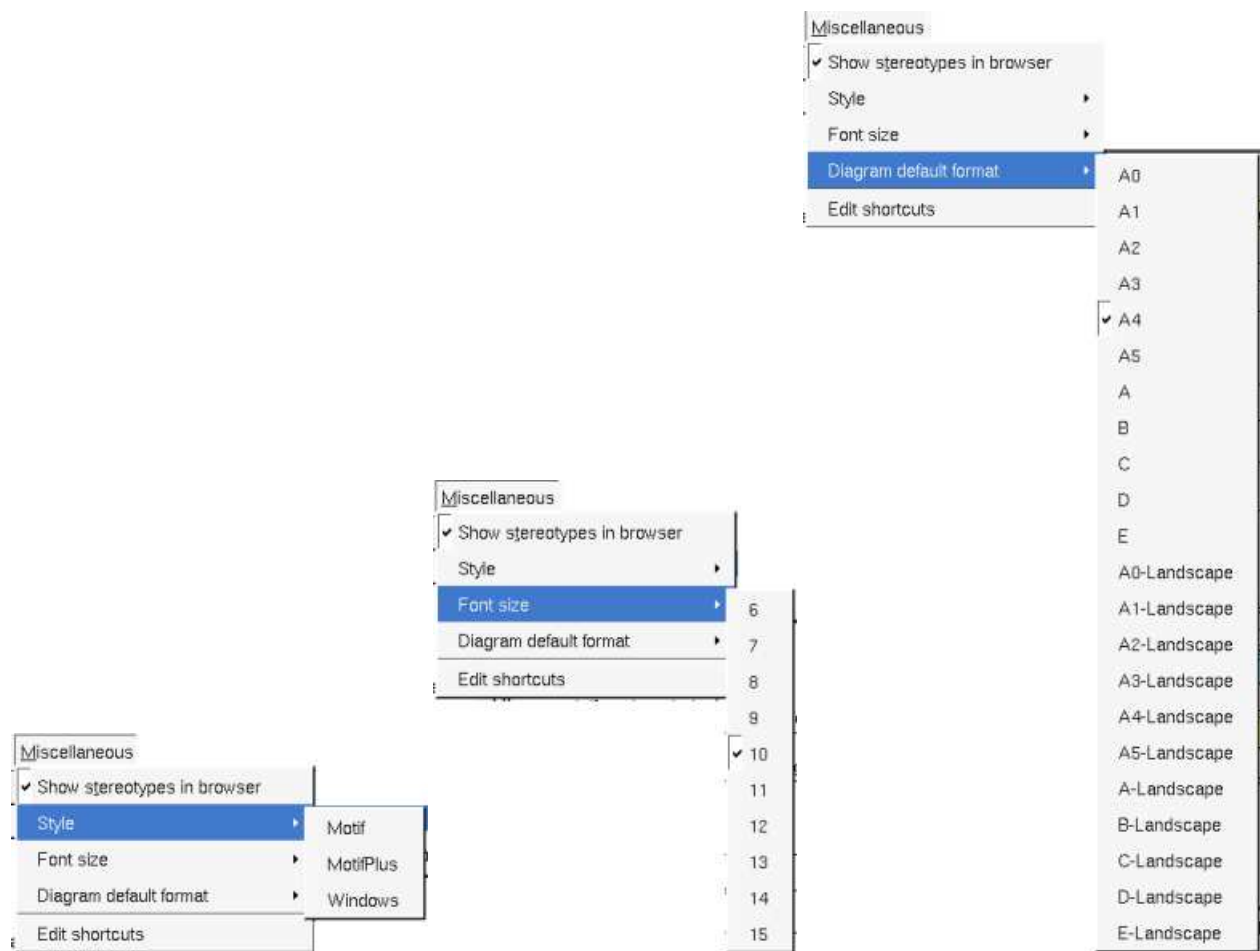 Miscellaneous
Show stereotypes in browser
Style
Font size
Diagram default format
Edit shortcuts
A0
A1
A2
A3
A4
A5
A
B
C
D
E
A0-Landscape
A1-Landscape
A2-Landscape
A3-Landscape
A4-Landscape
A5-Landscape
A-Landscape
B-Landscape
C-Landscape
D-Landscape
E-Landscape
Miscellaneous
Show stereotypes in browser
Style
Font size
Diagram default format
Edit shortcuts
6
7
8
9
10
11
12
13
14
15
Miscellaneous
Show stereotypes in browser
Style
Font size
Diagram default format
Edit shortcuts
Motif
MotifPlus
Windows